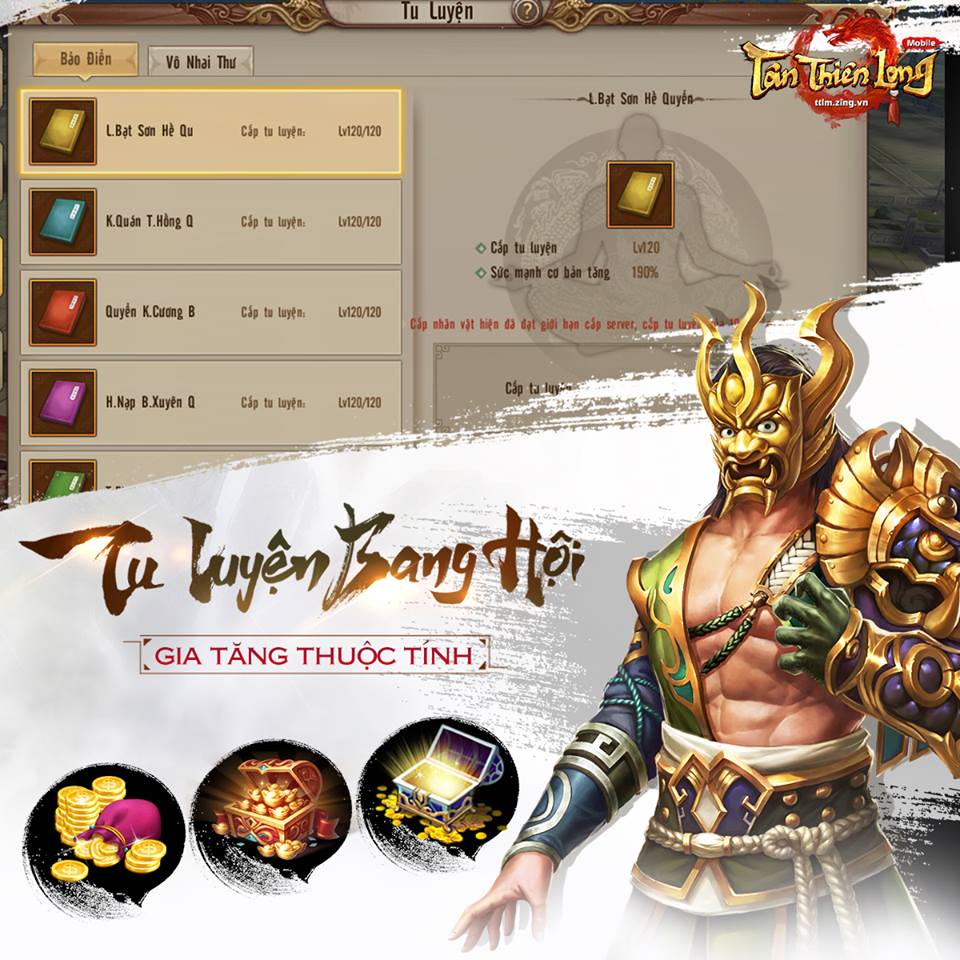 Tu Luyện
?
Bảo Điển
Vô Nhai Thư
Mobile
Tân Thiên Long
ttlm.zing.vn
L.Bạt Sơn Hề Qu
Cấp tu luyện:
Lv120/120
K.Quán T.Hồng Q
Cấp tu luyện:
Lv120/120
Quyển K.Cương B
Cấp tu luyện:
Lv120/120
H.Nạp B.Xuyên Q
Cấp tu luyện:
Lv120/120
L.Bạt Sơn Hề Quyển
Cấp tu luyện
Lv120
Sức mạnh cơ bản tăng
190%
Cấp nhân vật hiện đã đạt giới hạn cấp server, cấp tu
Cấp tu
Tu Luyện Bang Hội
GIA TĂNG THUỘC TÍNH